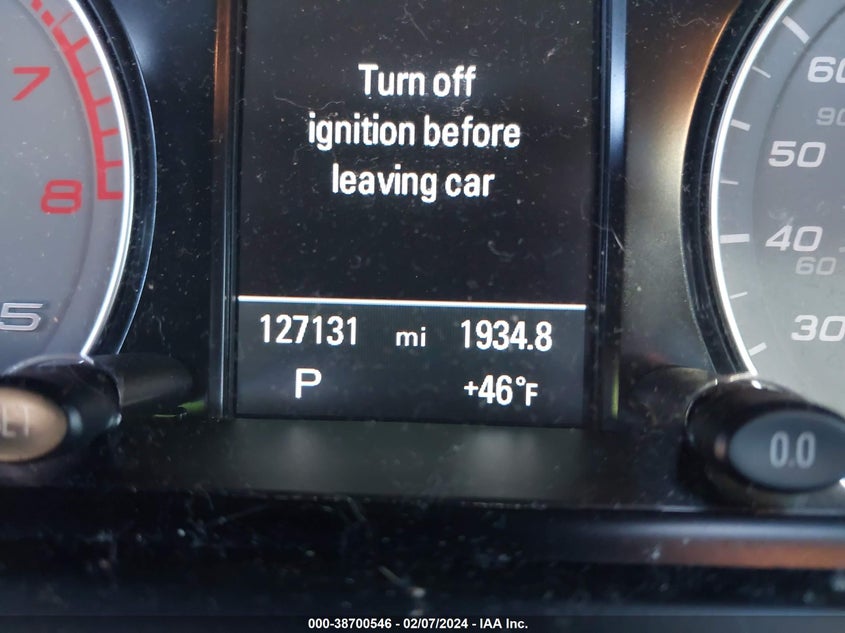 7
8
5
Turn off
ignition before
leaving car
127131 mi 1934.8
P +46°F
60
90
50
40
60
30
0.0
000-38700546 - 02/07/2024 - IAA Inc.